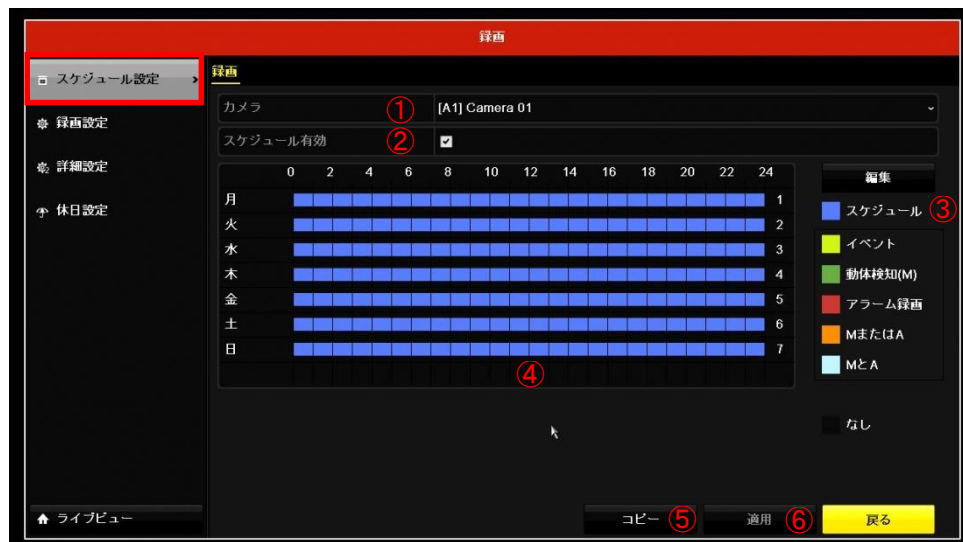 録画
スケジュール設定 >
録画設定
詳細設定
休日設定
ライブビュー
録画
カメラ ① [A1] Camera 01
スケジュール有効 ②
0 2 4 6 8 10 12 14 16 18 20 22 24
月 1
火 2
水 3
木 4
金 5
土 6
日 7
④
編集
スケジュール ③
イベント
動体検知(M)
アラーム録画
MまたはA
MとA
なし
コピー ⑤
適用 ⑥
戻る